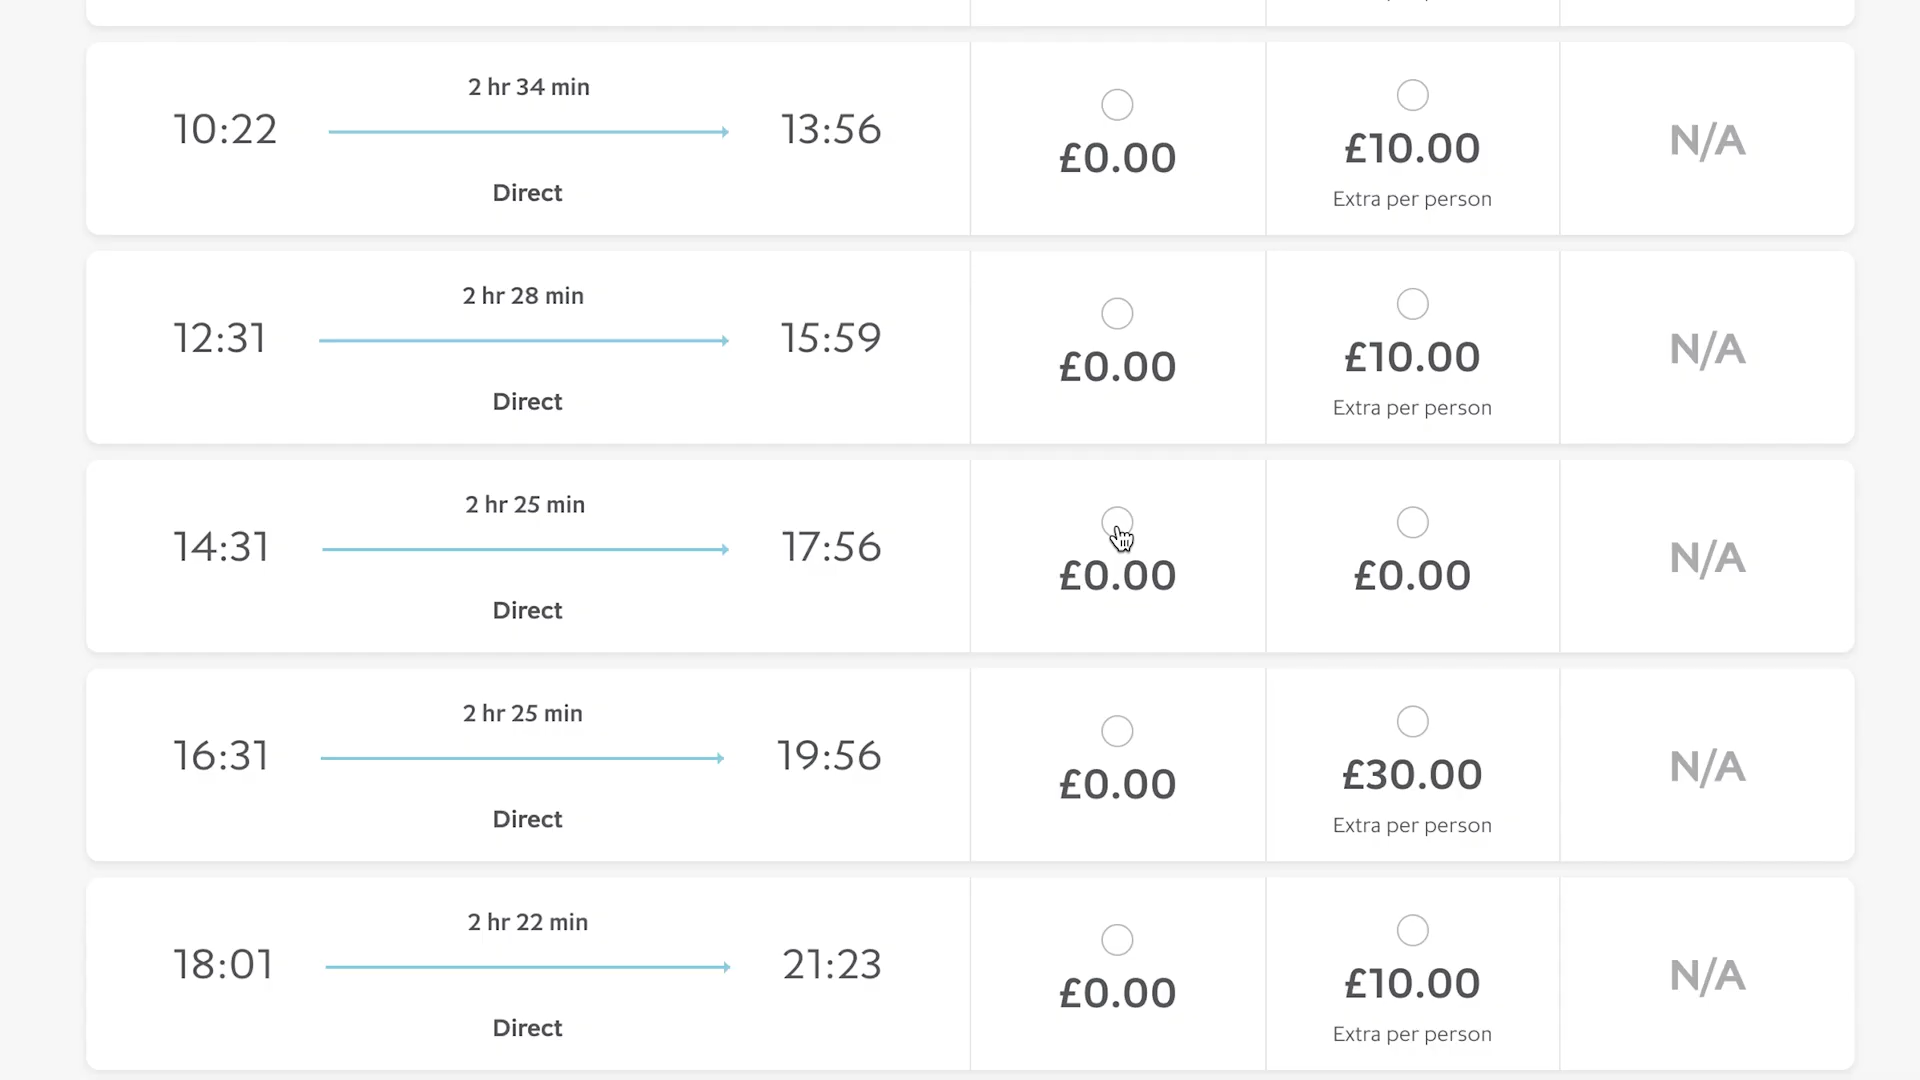 2 hr 34 min
10:22 13:56
Direct
£0.00
£10.00
Extra per person
N/A
2 hr 28 min
12:31 15:59
Direct
£0.00
£10.00
Extra per person
N/A
2 hr 25 min
14:31 17:56
Direct
£0.00
£0.00
N/A
2 hr 25 min
16:31 19:56
Direct
£0.00
£30.00
Extra per person
N/A
2 hr 22 min
18:01 21:23
Direct
£0.00
£10.00
Extra per person
N/A